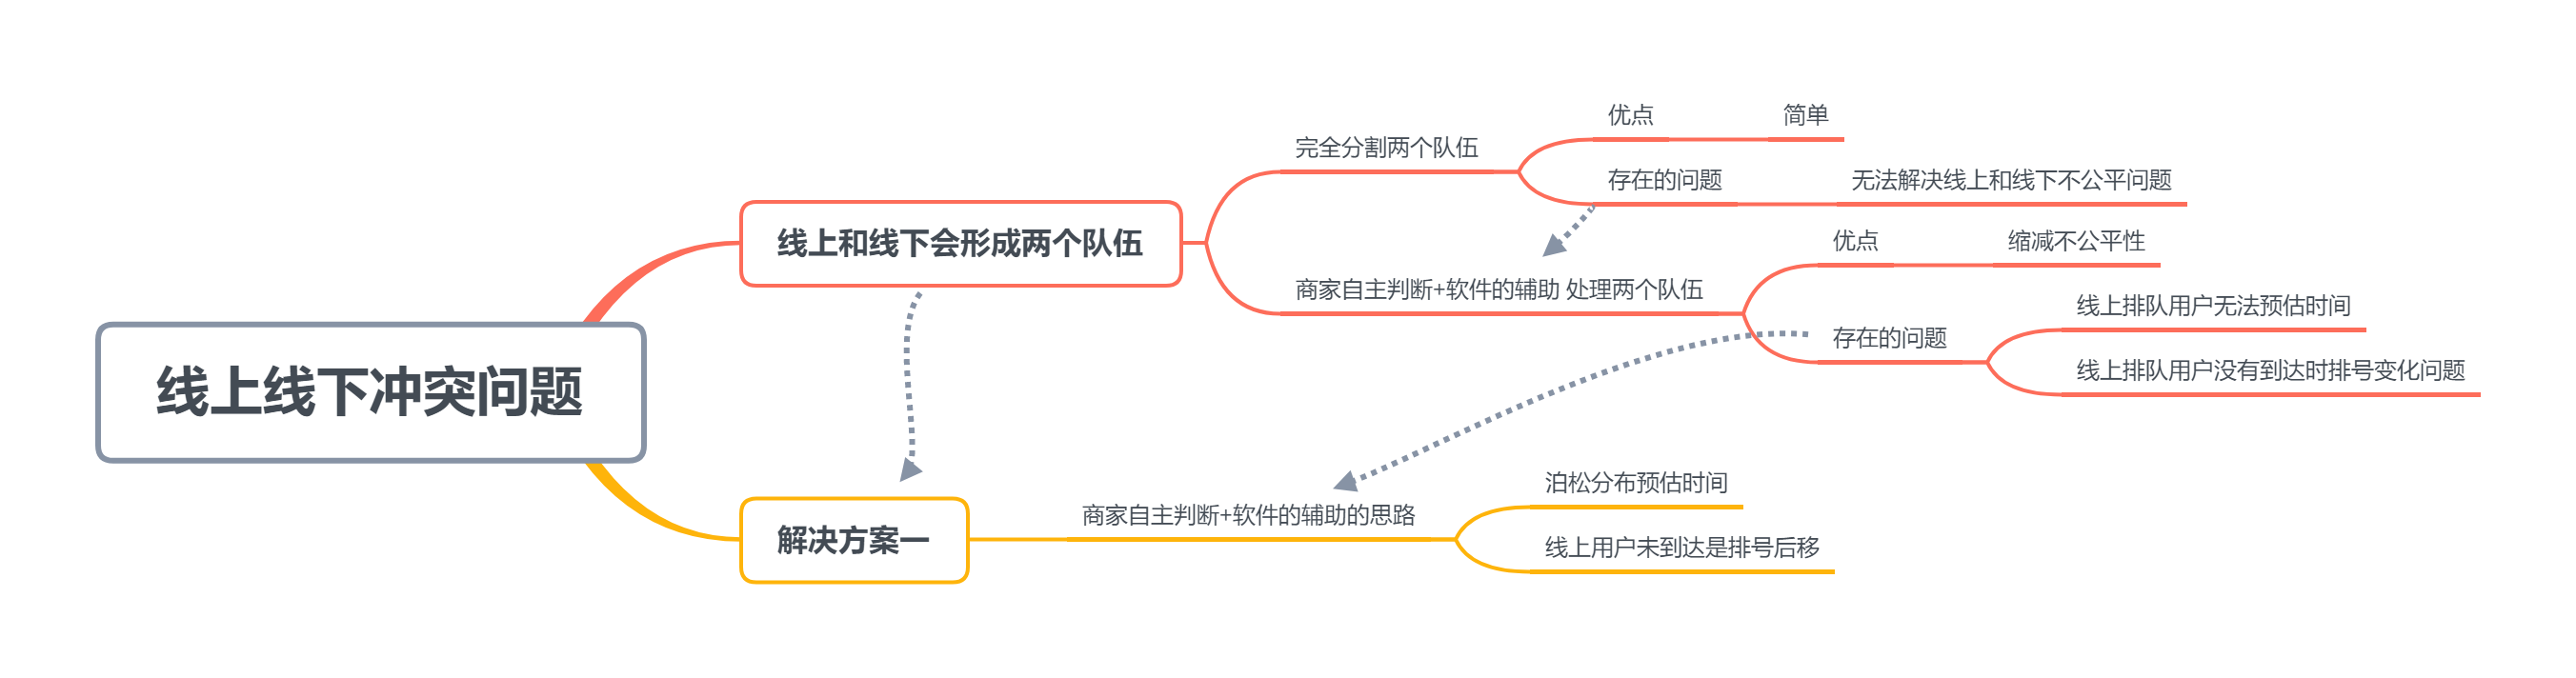 线上线下冲突问题
线上和线下会形成两个队伍
完全分割两个队伍
优点
简单
存在的问题
无法解决线上和线下不公平问题
商家自主判断+软件的辅助 处理两个队伍
优点
缩减不公平性
存在的问题
线上排队用户无法预估时间
线上排队用户没有到达时排号变化问题
解决方案一
商家自主判断+软件的辅助的思路
泊松分布预估时间
线上用户未到达是排号后移